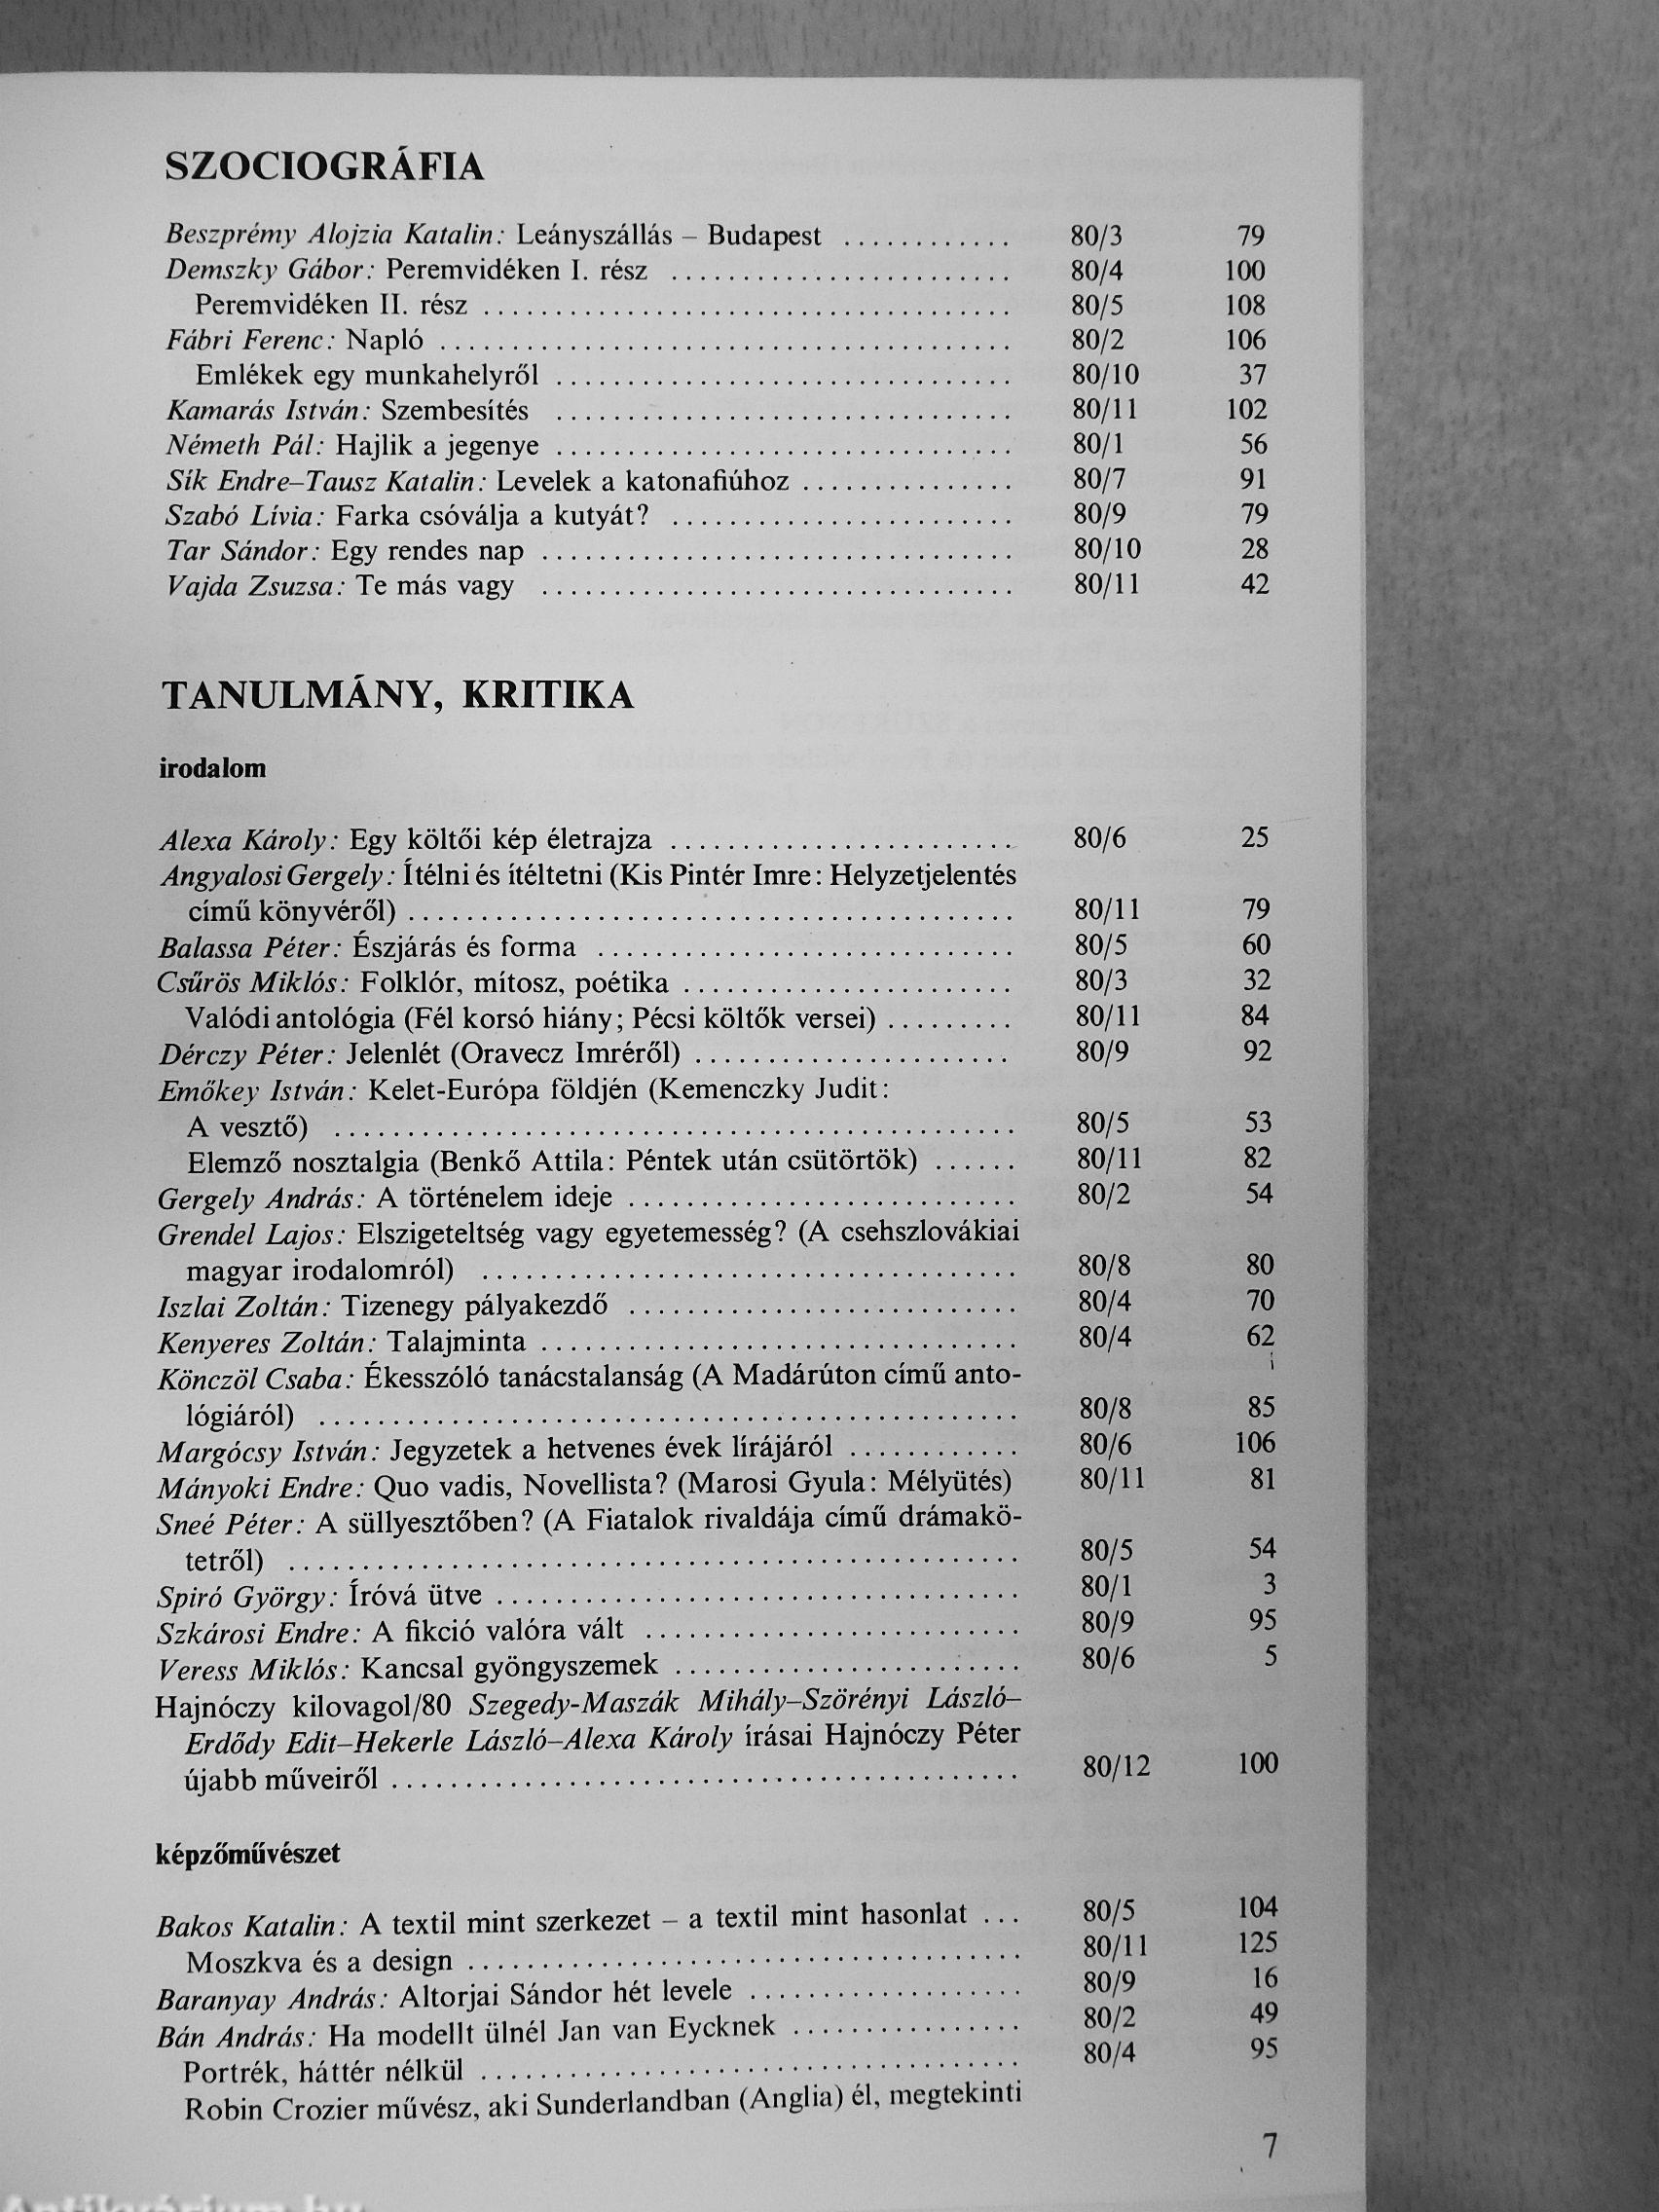 SZOCIOGRÁFIA
Beszprémy Alojzia Katalin: Leányszállás – Budapest ............ 80/3 79
Demszky Gábor: Peremvidéken I. rész ........................ 80/4 100
Peremvidéken II. rész ..................................... 80/5 108
Fábri Ferenc: Napló ........................................ 80/2 106
Emlékek egy munkahelyről ................................ 80/10 37
Kamarás István: Szembesítés ................................ 80/11 102
Németh Pál: Hajlik a jegenye ................................ 80/1 56
Sík Endre–Tausz Katalin: Levelek a katonafiúhoz ............... 80/7 91
Szabó Lívia: Farka csóválja a kutyát? ........................ 80/9 79
Tar Sándor: Egy rendes nap ................................. 80/10 28
Vajda Zsuzsa: Te más vagy ................................. 80/11 42
TANULMÁNY, KRITIKA
irodalom
Alexa Károly: Egy költői kép életrajza ........................ 80/6 25
Angyalosi Gergely: Ítélni és ítéltetni (Kis Pintér Imre: Helyzetjelentés
című könyvéről) .......................................... 80/11 79
Balassa Péter: Észjárás és forma ............................. 80/5 60
Csűrös Miklós: Folklór, mítosz, poétika ....................... 80/3 32
Valódi antológia (Fél korsó hiány; Pécsi költők versei) ......... 80/11 84
Dérczy Péter: Jelenlét (Oravecz Imréről) ...................... 80/9 92
Emőkey István: Kelet-Európa földjén (Kemenczky Judit:
A vesztő) ................................................ 80/5 53
Elemző nosztalgia (Benkő Attila: Péntek után csütörtök) ...... 80/11 82
Gergely András: A történelem ideje ........................... 80/2 54
Grendel Lajos: Elszigeteltség vagy egyetemesség? (A csehszlovákiai
magyar irodalomról) ..................................... 80/8 80
Iszlai Zoltán: Tizenegy pályakezdő ........................... 80/4 70
Kenyeres Zoltán: Talajminta ................................. 80/4 62
Könczöl Csaba: Ékesszóló tanácstalanság (A Madárúton című anto-
lógiáról) ................................................ 80/8 85
Margócsy István: Jegyzetek a hetvenes évek lírájáról ............ 80/6 106
Mányoki Endre: Quo vadis, Novellista? (Marosi Gyula: Mélyütés) 80/11 81
Sneé Péter: A süllyesztőben? (A Fiatalok rivaldája című drámakö-
tetről) ................................................... 80/5 54
Spiró György: Íróvá ütve .................................... 80/1 3
Szkárosi Endre: A fikció valóra vált .......................... 80/9 95
Veress Miklós: Kancsal gyöngyszemek ........................ 80/6 5
Hajnóczy kilovagol/80 Szegedy-Maszák Mihály–Szörényi László–
Erdődy Edit–Hekerle László–Alexa Károly írásai Hajnóczy Péter
újabb műveiről ........................................... 80/12 100
képzőművészet
Bakos Katalin: A textil mint szerkezet – a textil mint hasonlat ... 80/5 104
Moszkva és a design ...................................... 80/11 125
Baranyay András: Altorjai Sándor hét levele ................... 80/9 16
Bán András: Ha modellt ülnél Jan van Eycknek ................ 80/2 49
Portrék, háttér nélkül ..................................... 80/4 95
Robin Crozier művész, aki Sunderlandban (Anglia) él, megtekinti
7
Antikvárium.hu